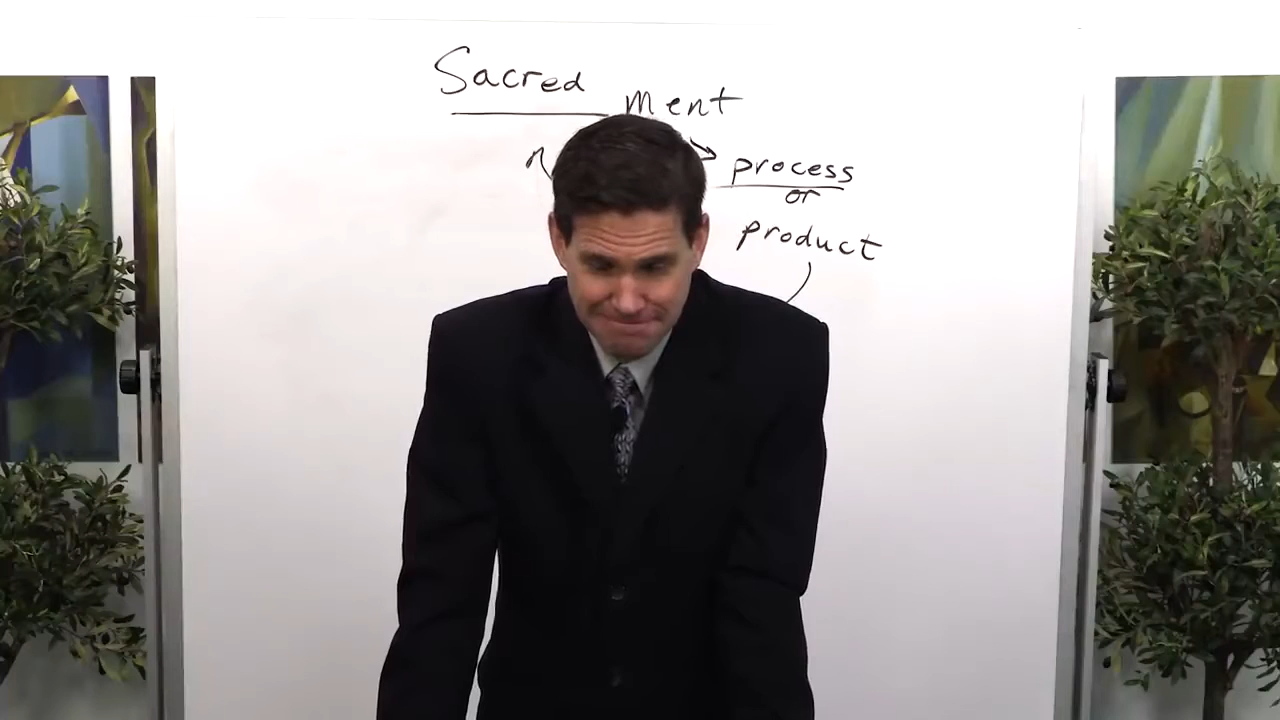 Sacred ment
process
or
product